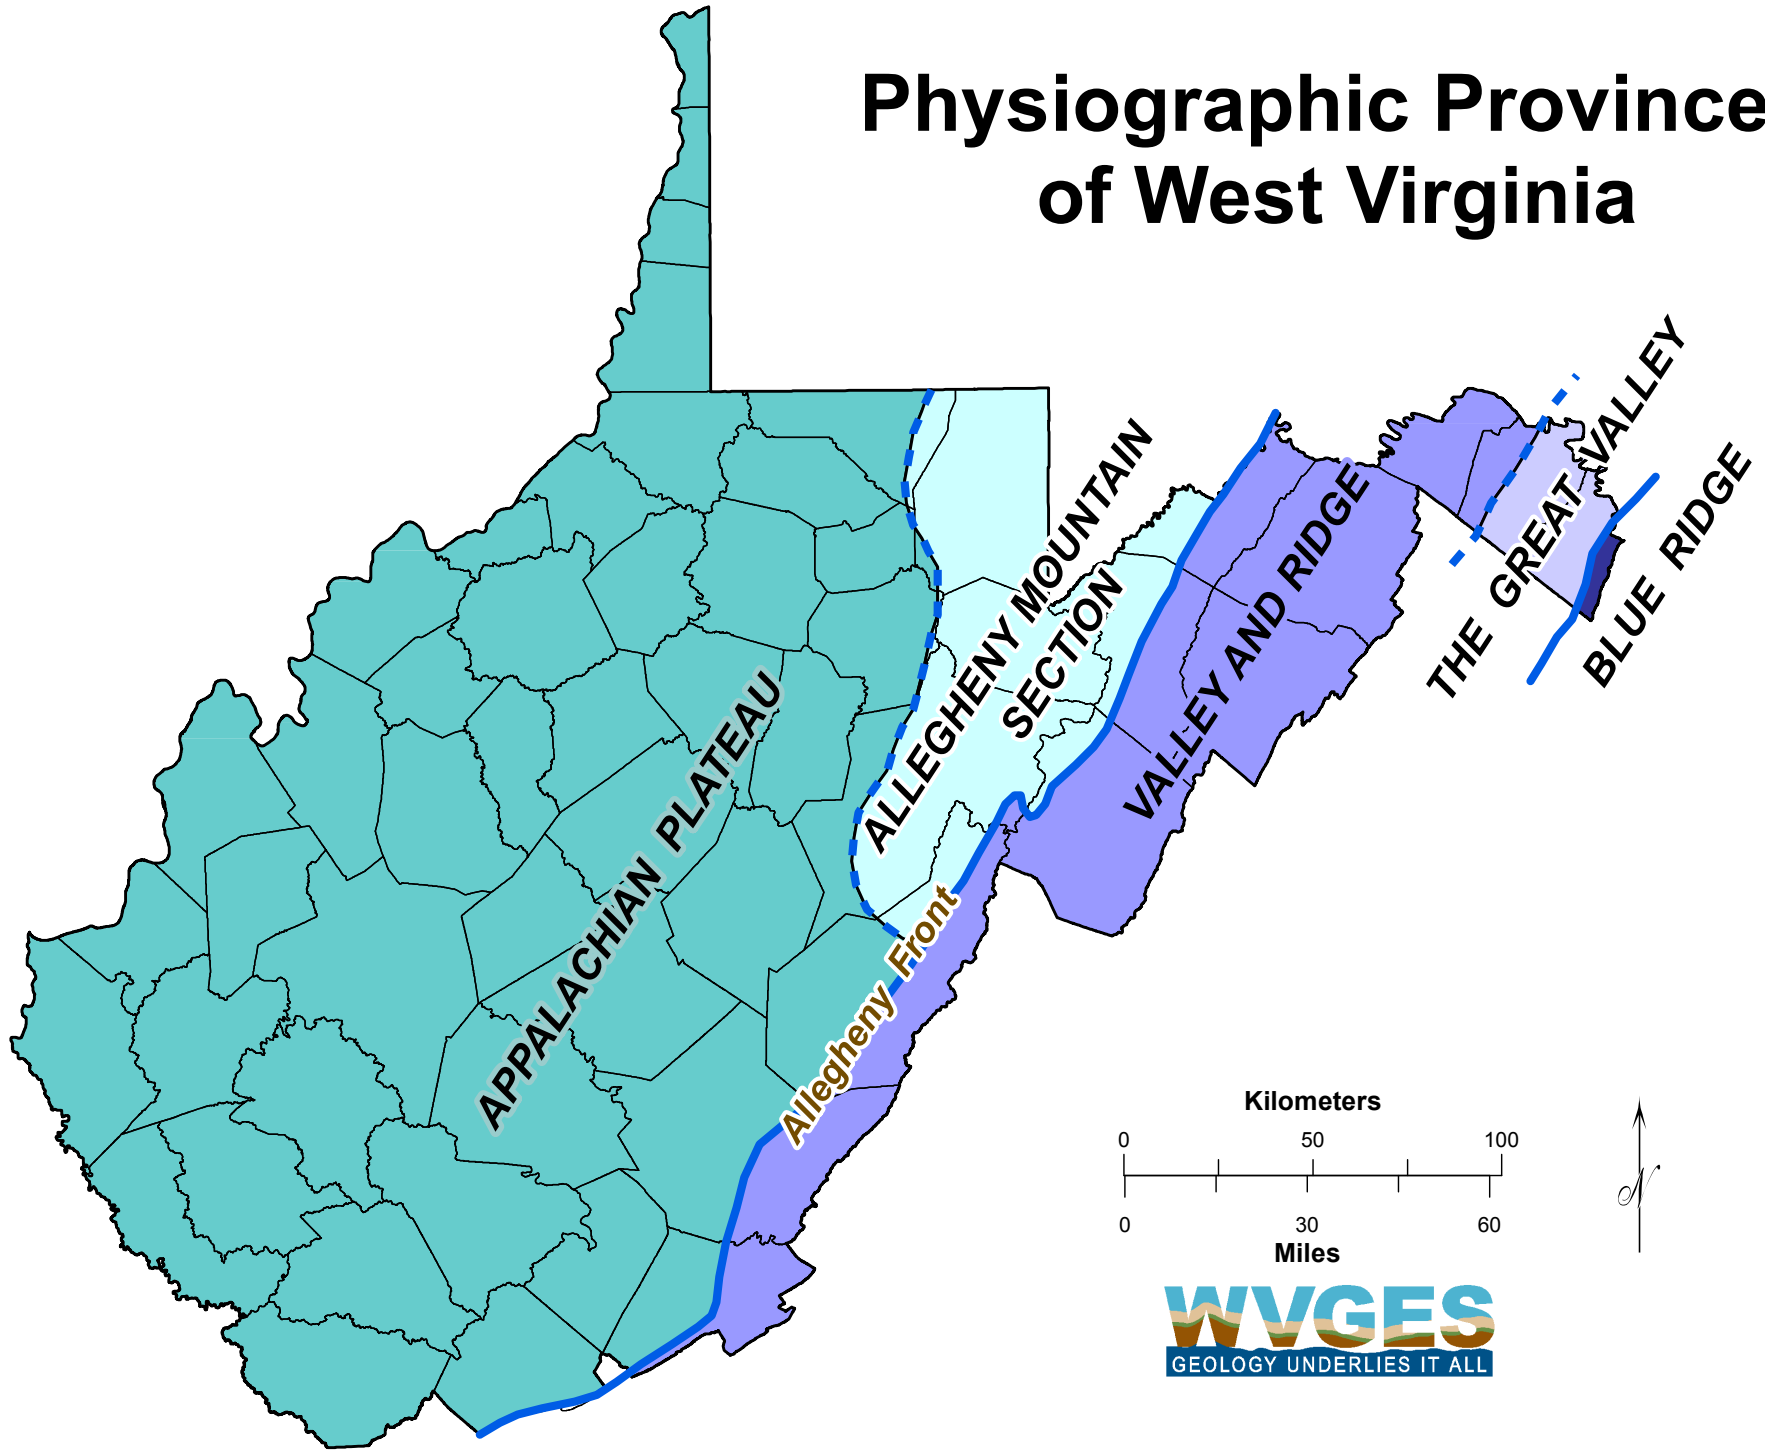 Physiographic Province
of West Virginia
APPALACHIAN PLATEAU
ALLEGHENY MOUNTAIN
SECTION
Allegheny Front
VALLEY AND RIDGE
THE GREAT VALLEY
BLUE RIDGE
Kilometers
0 50 100
0 30 60
Miles
N
WVGES
GEOLOGY UNDERLIES IT ALL